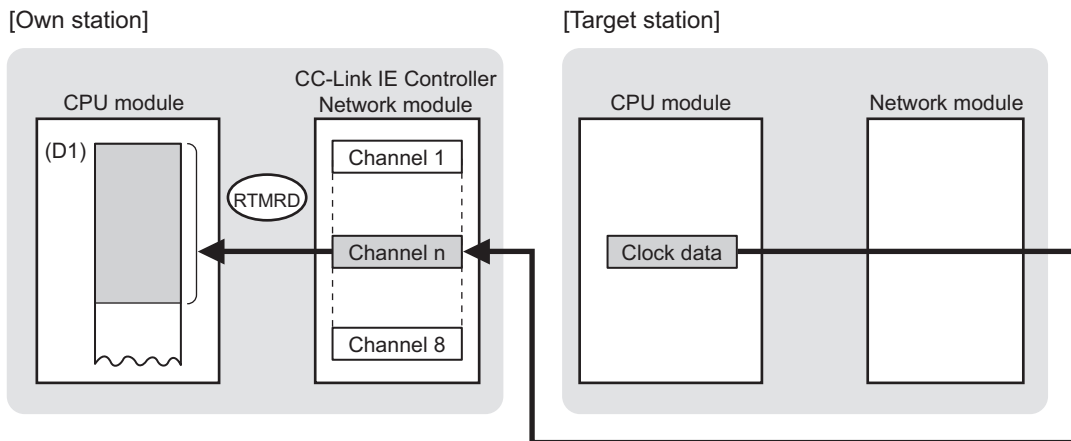 [Own station]
[Target station]
CPU module
CC-Link IE Controller
Network module
(D1)
RTMRD
Channel 1
Channel n
Channel 8
CPU module
Network module
Clock data